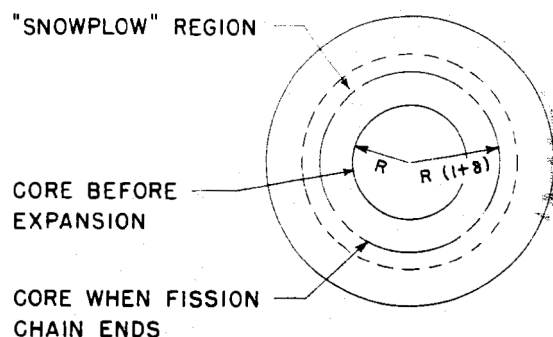 "SNOWPLOW" REGION
R
R (1+δ)
CORE BEFORE
EXPANSION
CORE WHEN FISSION
CHAIN ENDS